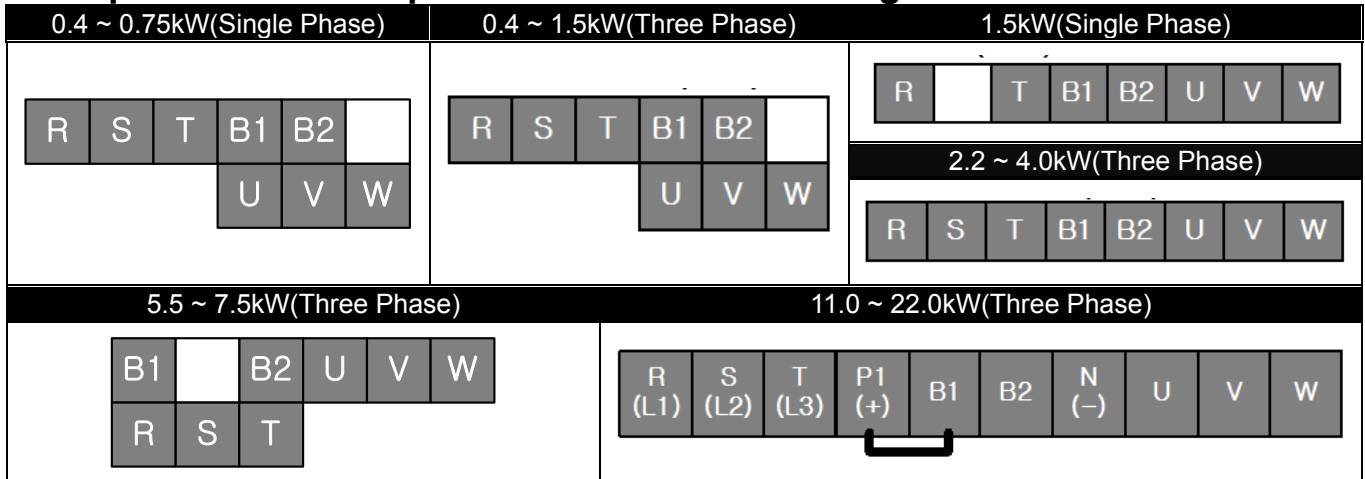 0.4 ~ 0.75kW(Single Phase)
R S T B1 B2
U V W
0.4 ~ 1.5kW(Three Phase)
R S T B1 B2
U V W
1.5kW(Single Phase)
R T B1 B2 U V W
2.2 ~ 4.0kW(Three Phase)
R S T B1 B2 U V W
5.5 ~ 7.5kW(Three Phase)
B1 B2 U V W
R S T
11.0 ~ 22.0kW(Three Phase)
R S T P1 B1 B2 N U V W
(L1) (L2) (L3) (+) (−)